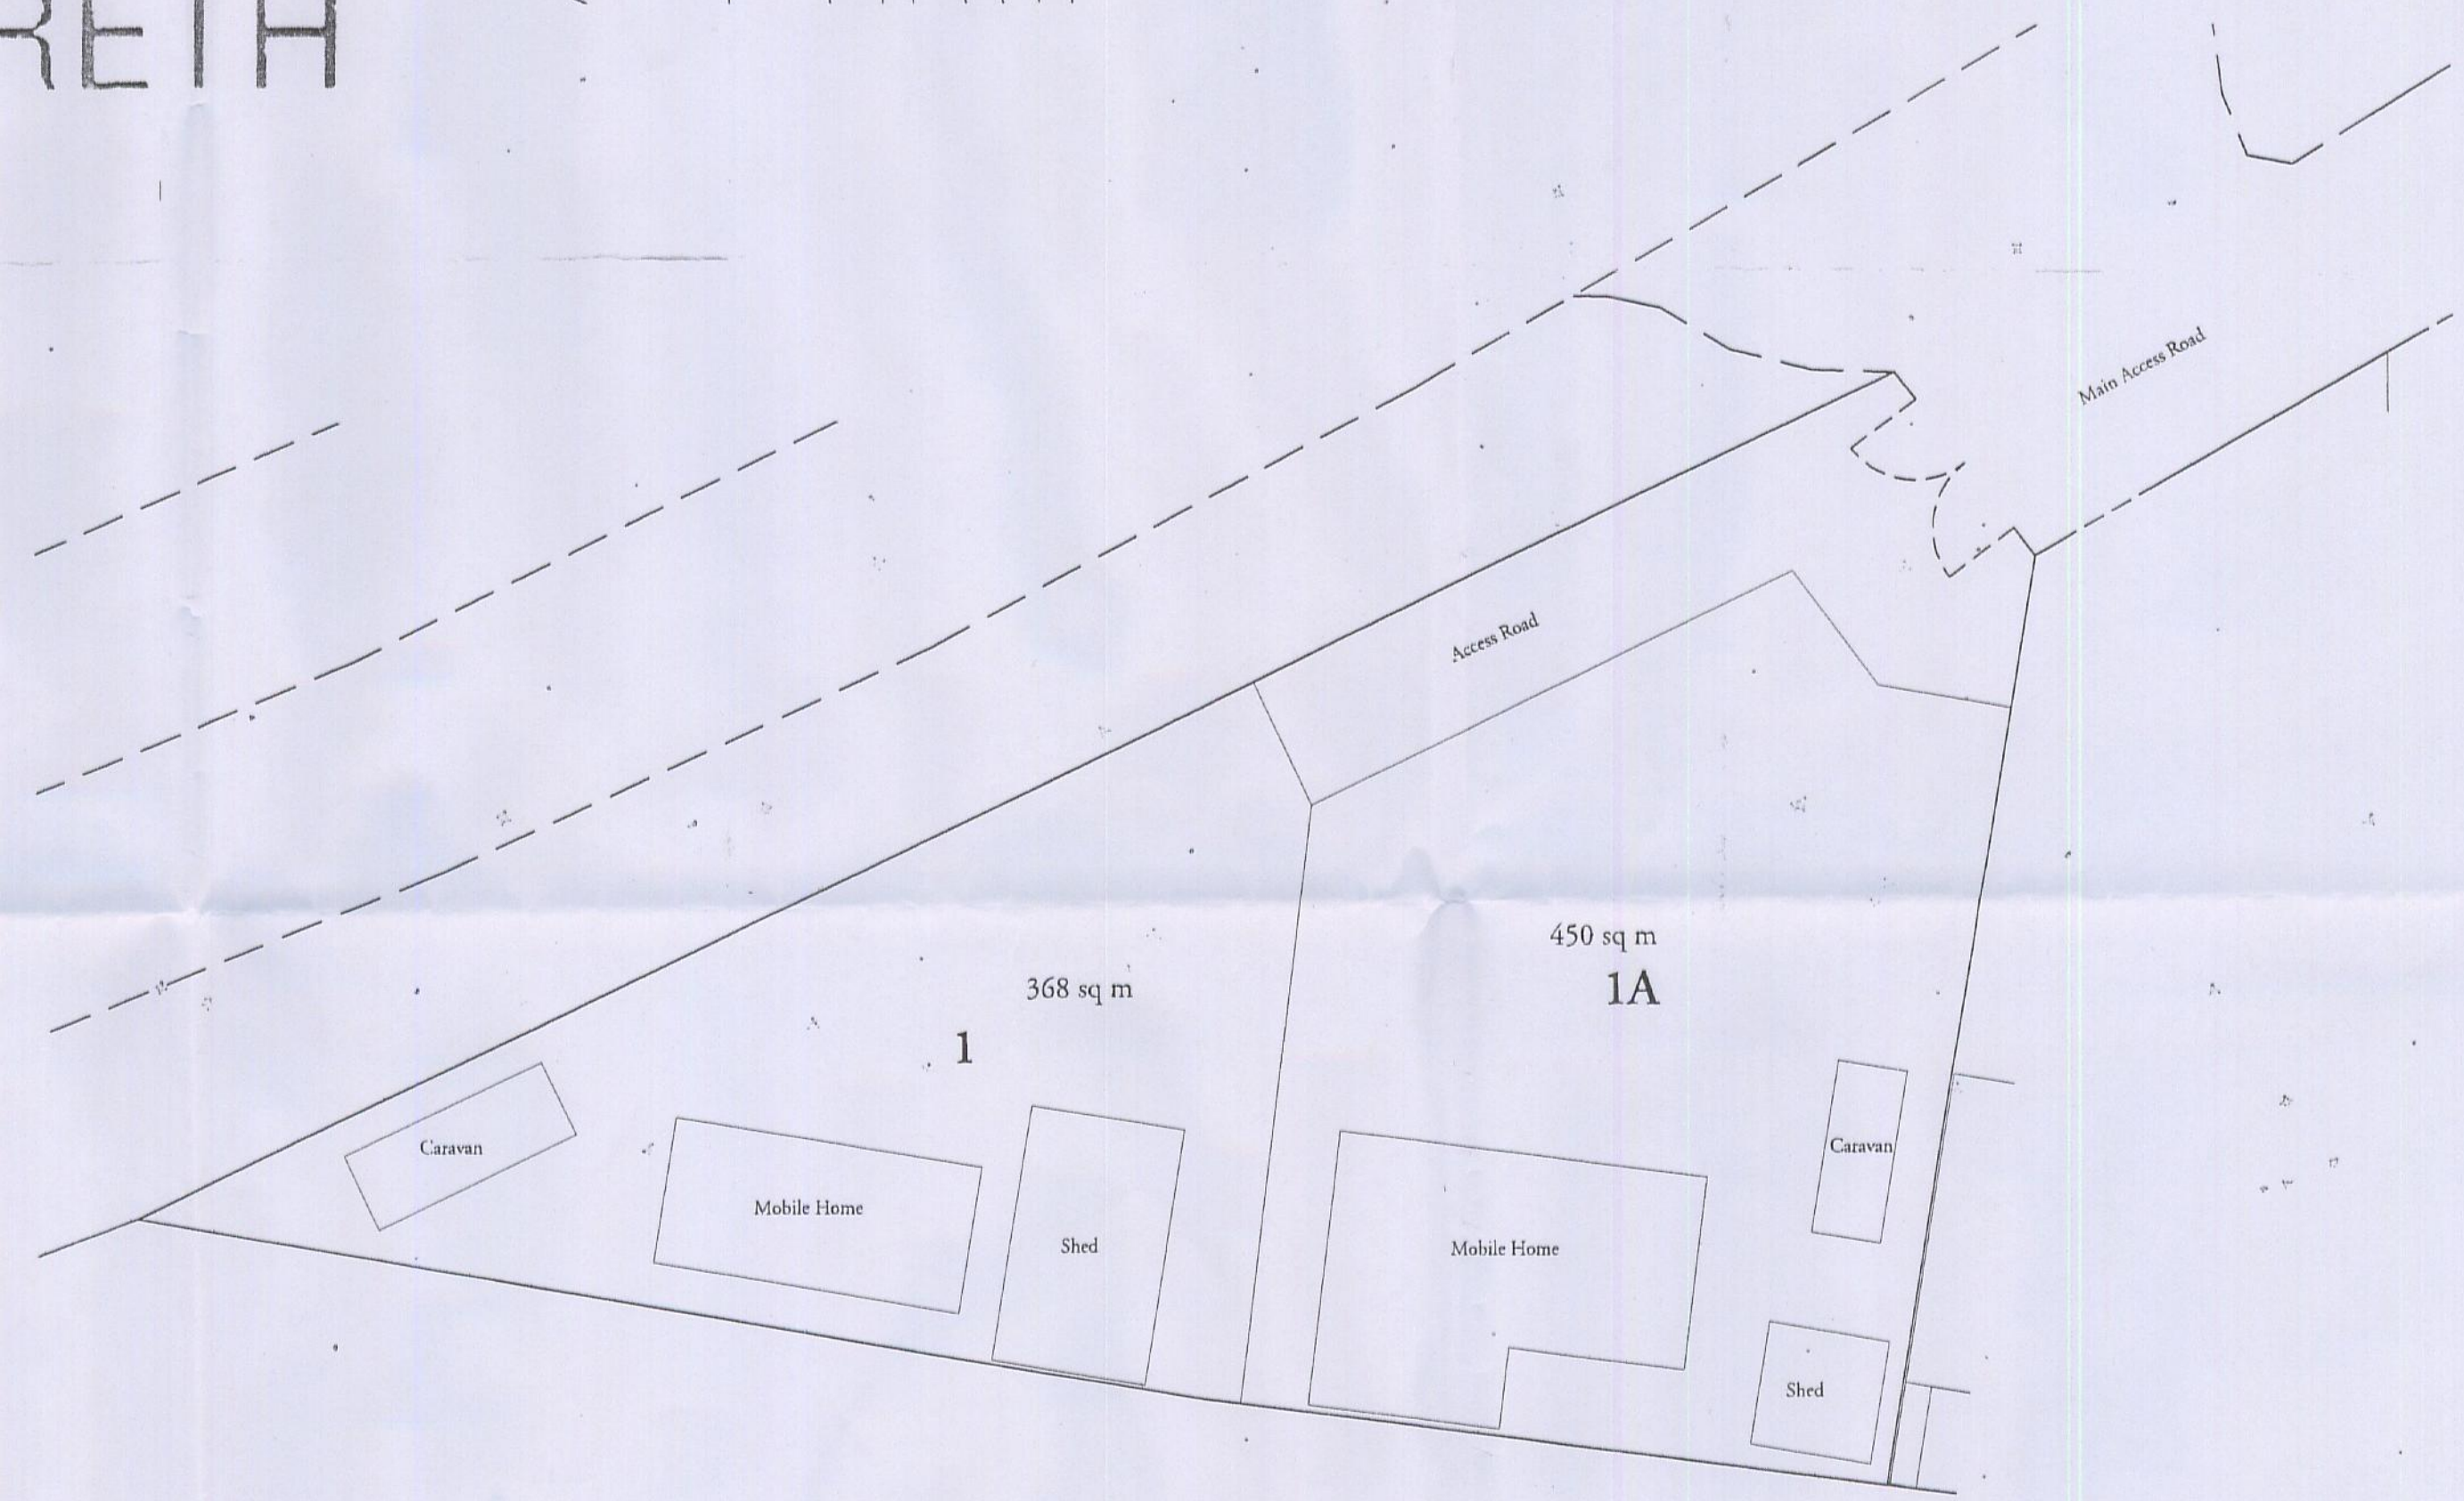 RETH
Main Access Road
Access Road
450 sq m
1A
368 sq m
1
Caravan
Mobile Home
Shed
Mobile Home
Caravan
Shed